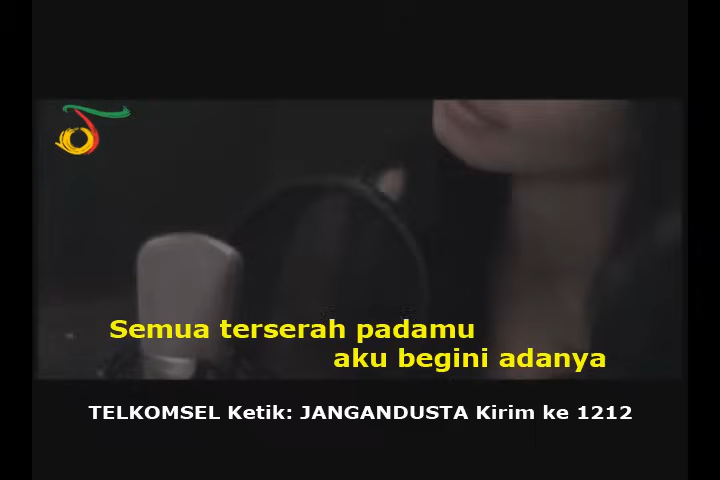 Semua terserah padamu
aku begini adanya
TELKOMSEL Ketik: JANGANDUSTA Kirim ke 1212